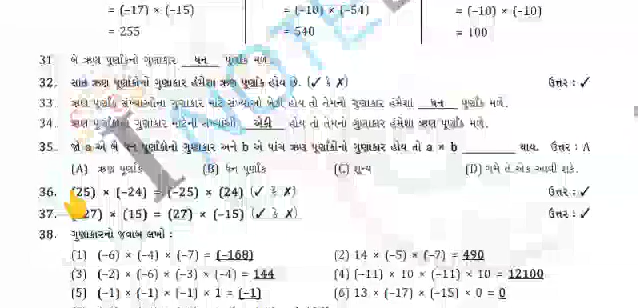 = (−17) × (−15) = (−10) × (−54) = (−10) × (−10)
= 255 = 540 = 100
31. બે ઋણ પૂર્ણાંકનો ગુણાકાર ધન પૂર્ણાંક મળે.
32. સાત ઋણ પૂર્ણાંકોનો ગુણાકાર હંમેશા ઋણ પૂર્ણાંક હોય છે. (✓ કે ✗) ઉત્તર : ✓
33. ઋણ પૂર્ણાંક સંખ્યાઓના ગુણાકાર માટે સંખ્યાઓ બેકી હોય તો તેમનો ગુણાકાર હંમેશાં ધન પૂર્ણાંક મળે.
34. ઋણ પૂર્ણાંક ગુણાકાર માટેની સંખ્યાઓ એકી હોય તો તેમનો ગુણાકાર હંમેશા ઋણ પૂર્ણાંક મળે.
35. જો a એ બે ધન પૂર્ણાંકોનો ગુણાકાર અને b એ પાંચ ઋણ પૂર્ણાંકોનો ગુણાકાર હોય તો a × b ______ થાય. ઉત્તર : A
(A) ઋણ પૂર્ણાંક (B) ધન પૂર્ણાંક (C) શૂન્ય (D) ગમે તે એક આવી શકે.
36. (25) × (−24) = (−25) × (24) (✓ કે ✗) ઉત્તર : ✓
37. 27) × (15) = (27) × (−15) (✓ કે ✗) ઉત્તર : ✓
38. ગુણાકારનો જવાબ લખો :
(1) (−6) × (−4) × (−7) = (−168) (2) 14 × (−5) × (−7) = 490
(3) (−2) × (−6) × (−3) × (−4) = 144 (4) (−11) × 10 × (−11) × 10 = 12100
(5) (−1) × (−1) × (−1) × 1 = (−1) (6) 13 × (−17) × (−15) × 0 = 0